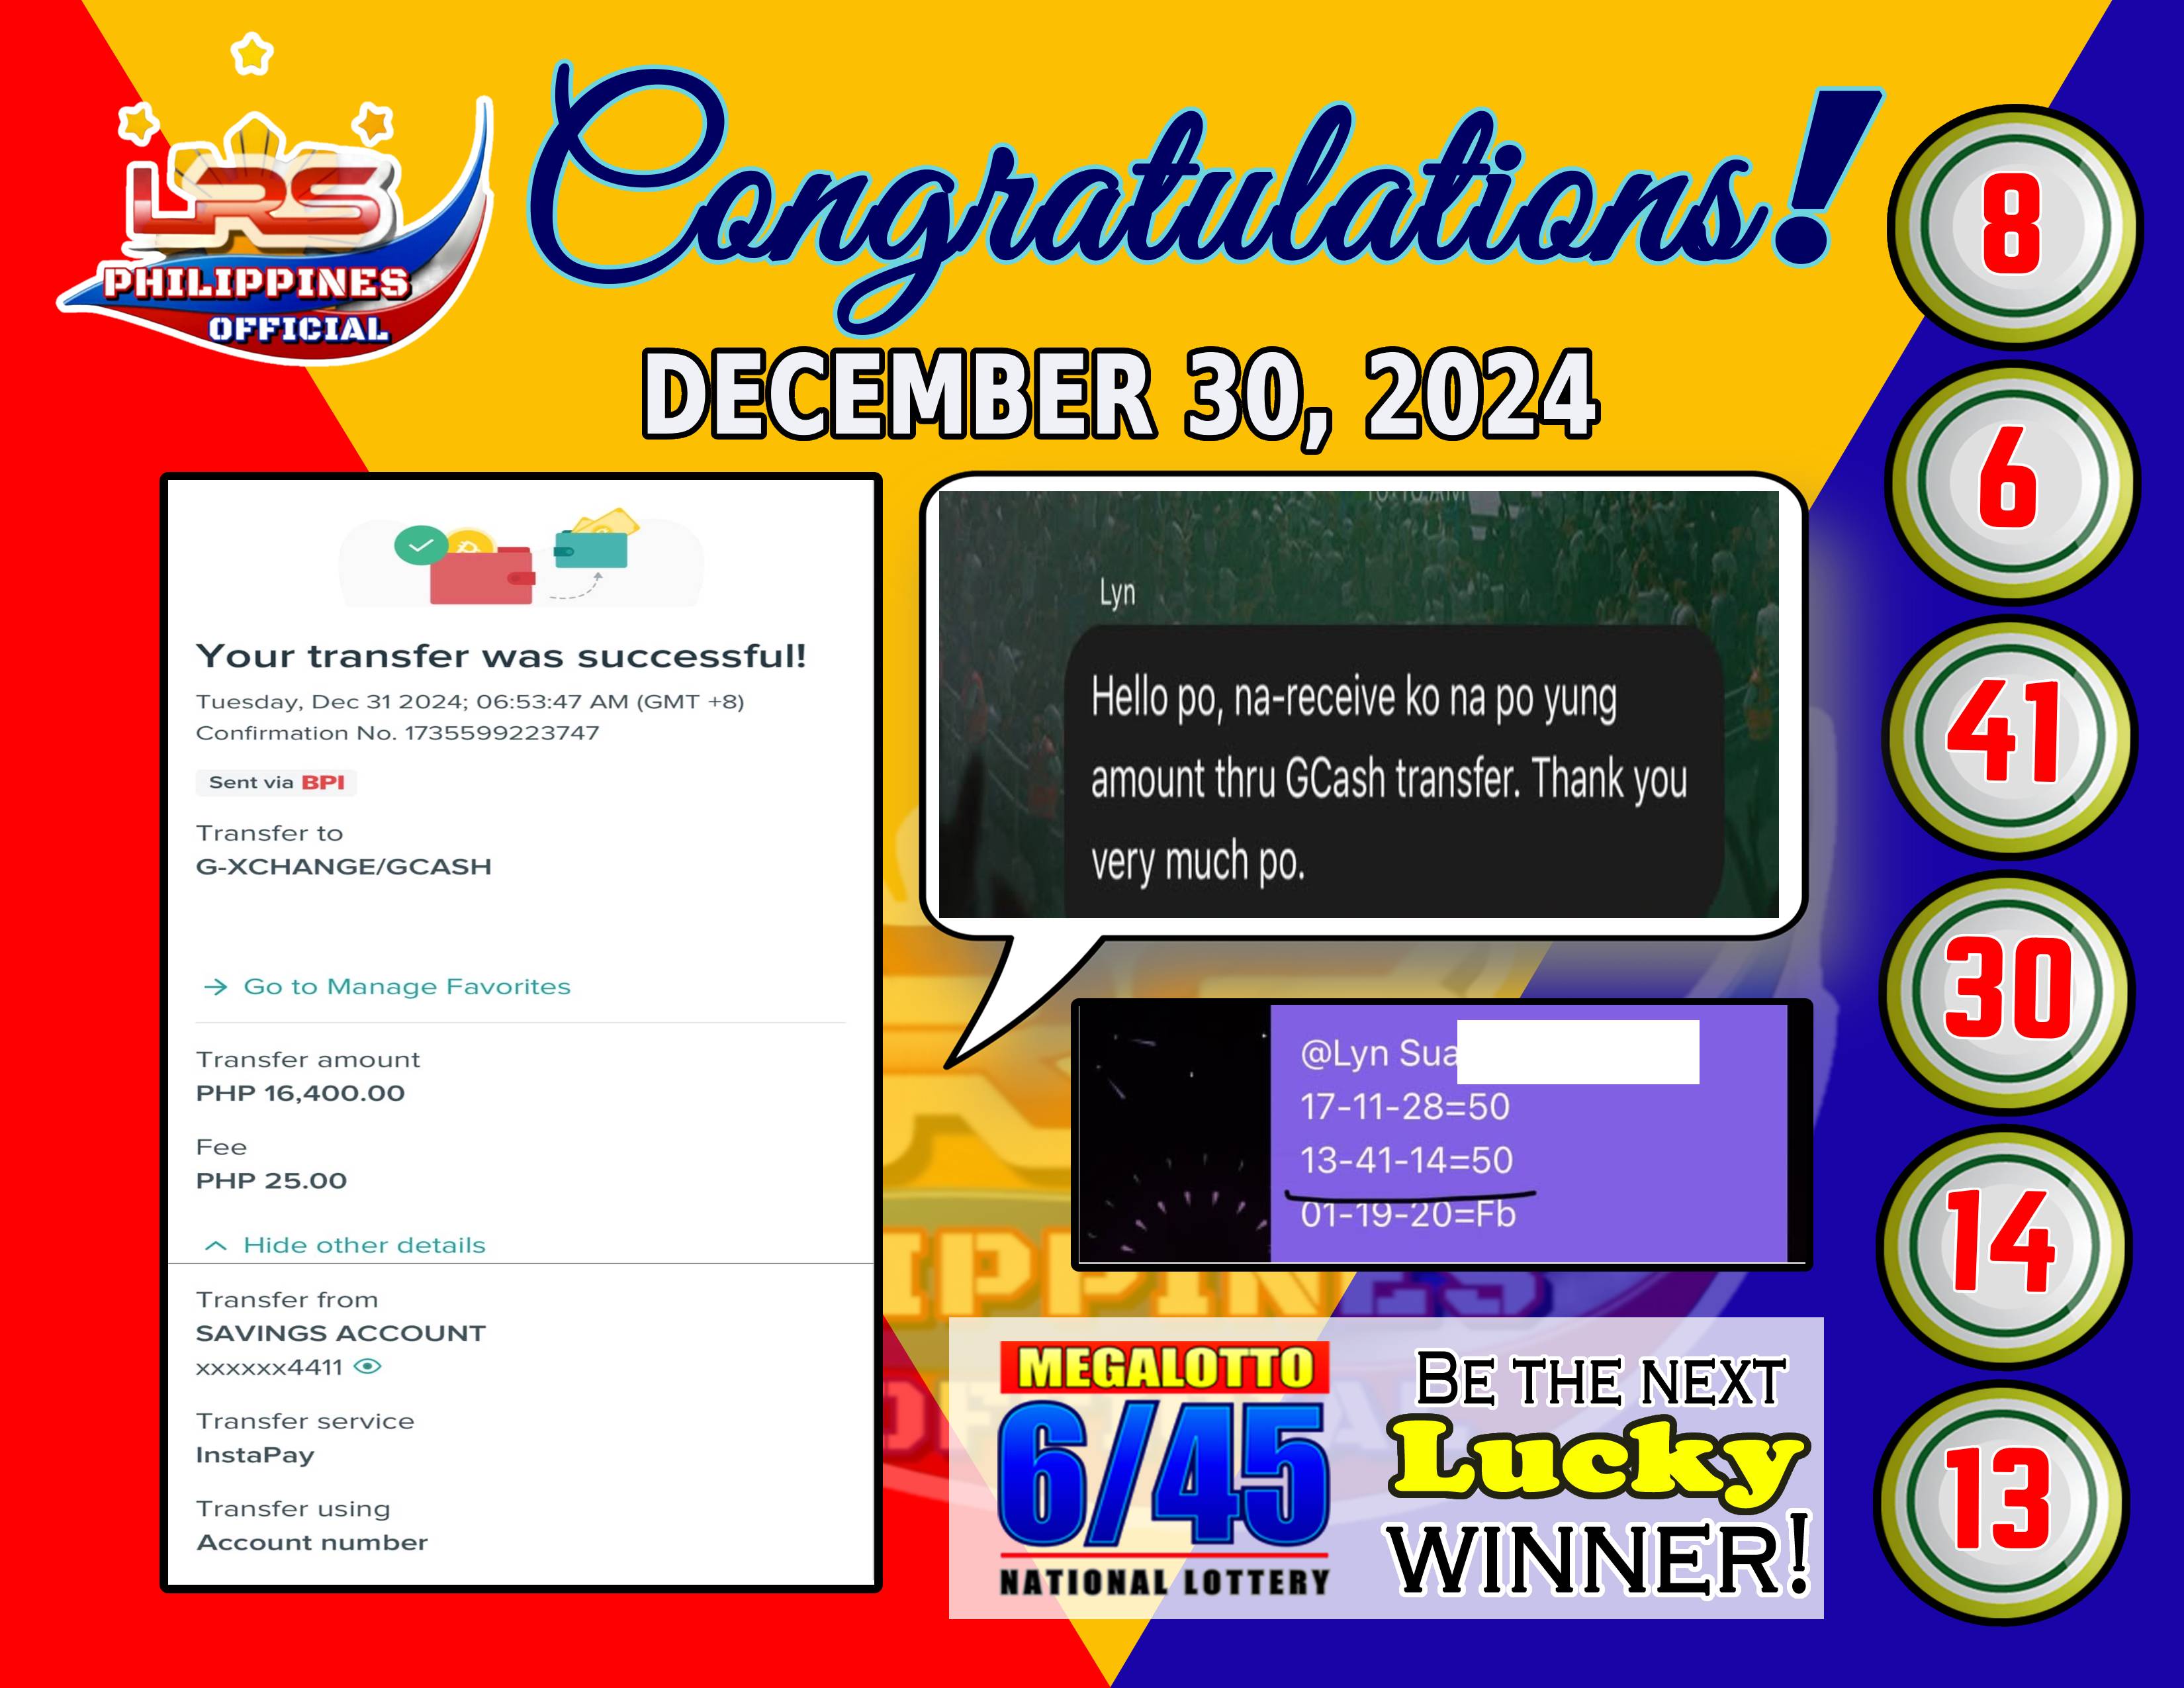 LRS
PHILIPPINES
OFFICIAL
Congratulations!
DECEMBER 30, 2024
Your transfer was successful!
Tuesday, Dec 31 2024; 06:53:47 AM (GMT +8)
Confirmation No. 1735599223747
Sent via BPI
Transfer to
G-XCHANGE/GCASH
→ Go to Manage Favorites
Transfer amount
PHP 16,400.00
Fee
PHP 25.00
Hide other details
Transfer from
SAVINGS ACCOUNT
xxxxxx4411
Transfer service
InstaPay
Transfer using
Account number
Lyn
Hello po, na-receive ko na po yung
amount thru GCash transfer. Thank you
very much po.
@Lyn Sua
17-11-28=50
13-41-14=50
01-19-20=Fb
MEGALOTTO
6/45
NATIONAL LOTTERY
BE THE NEXT
Lucky
WINNER!
8
6
41
30
14
13